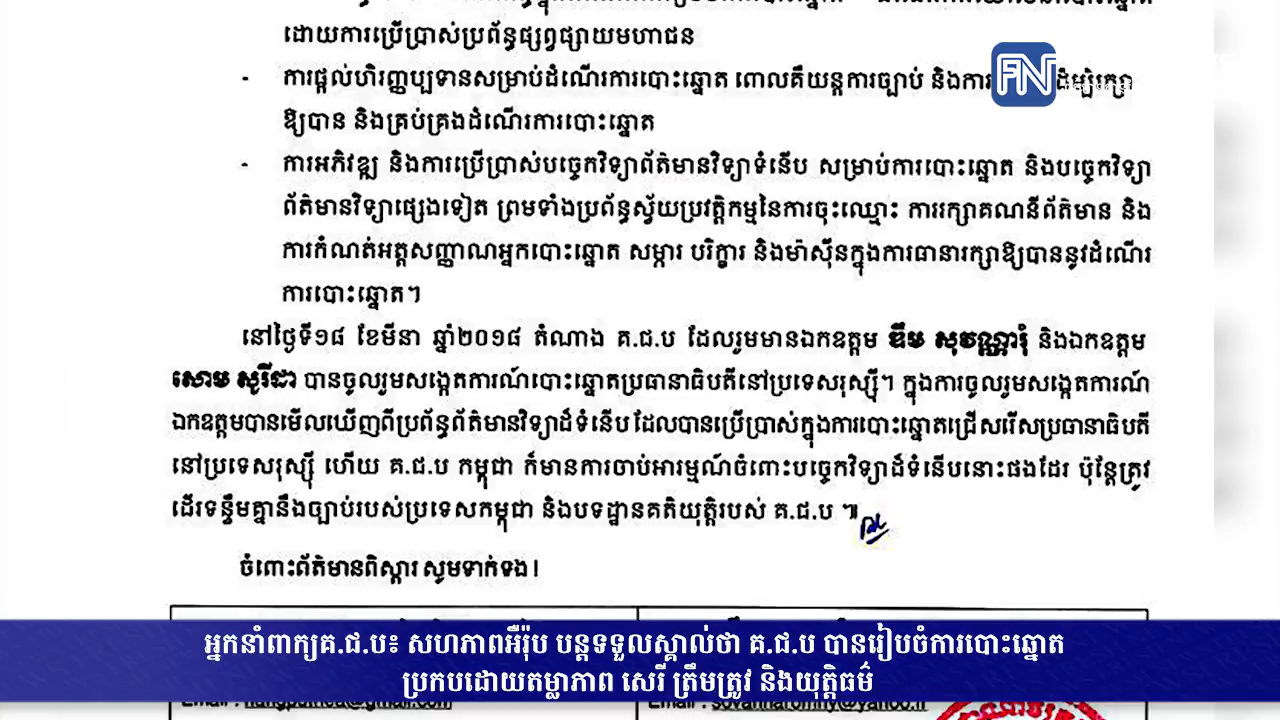 ដោយការប្រើប្រាស់ប្រព័ន្ធផ្សព្វផ្សាយមហាជន
- ការផ្តល់ហិរញ្ញប្បទានសម្រាប់ដំណើរការបោះឆ្នោត ពោលគឺយន្តការច្បាប់ និងការ
ឱ្យបាន និងគ្រប់គ្រងដំណើរការបោះឆ្នោត
- ការអភិវឌ្ឍ និងការប្រើប្រាស់បច្ចេកវិទ្យាព័ត៌មានវិទ្យាទំនើប សម្រាប់ការបោះឆ្នោត និងបច្ចេកវិទ្យា
ព័ត៌មានវិទ្យាផ្សេងទៀត ព្រមទាំងប្រព័ន្ធស្វ័យប្រវត្តិកម្មនៃការចុះឈ្មោះ ការរក្សាគណនីព័ត៌មាន និង
ការកំណត់អត្តសញ្ញាណអ្នកបោះឆ្នោត សម្ភារ បរិក្ខារ និងម៉ាស៊ីនក្នុងការធានារក្សាឱ្យបាននូវដំណើរ
ការបោះឆ្នោត។
នៅថ្ងៃទី១៨ ខែមីនា ឆ្នាំ២០១៨ តំណាង គ.ជ.ប ដែលរួមមានឯកឧត្តម ឌឹម សុវណ្ណារុំ និងឯកឧត្តម
សោម សូរីដា បានចូលរួមសង្កេតការណ៍បោះឆ្នោតប្រធានាធិបតីនៅប្រទេសរុស្ស៊ី។ ក្នុងការចូលរួមសង្កេតការណ៍
ឯកឧត្តមបានមើលឃើញពីប្រព័ន្ធព័ត៌មានវិទ្យាដ៏ទំនើប ដែលបានប្រើប្រាស់ក្នុងការបោះឆ្នោតជ្រើសរើសប្រធានាធិបតី
នៅប្រទេសរុស្ស៊ី ហើយ គ.ជ.ប កម្ពុជា ក៏មានការចាប់អារម្មណ៍ចំពោះបច្ចេកវិទ្យាដ៏ទំនើបនោះផងដែរ ប៉ុន្តែត្រូវ
ដើរទន្ទឹមគ្នានឹងច្បាប់របស់ប្រទេសកម្ពុជា និងបទដ្ឋានគតិយុត្តិរបស់ គ.ជ.ប ៕
ចំពោះព័ត៌មានពិស្តារ សូមទាក់ទង!
FN
អ្នកនាំពាក្យគ.ជ.ប៖ សហភាពអឺរ៉ុប បន្តទទួលស្គាល់ថា គ.ជ.ប បានរៀបចំការបោះឆ្នោត
ប្រកបដោយតម្លាភាព សេរី ត្រឹមត្រូវ និងយុត្តិធម៌